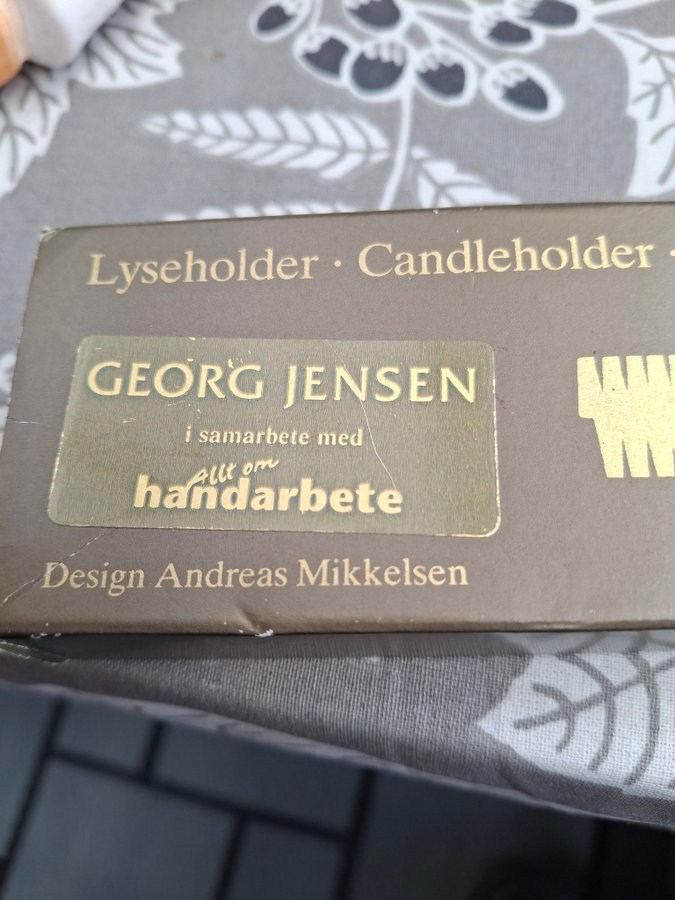 Lyseholder · Candleholder ·
GEORG JENSEN
i samarbete med
Allt om
handarbete
Design Andreas Mikkelsen